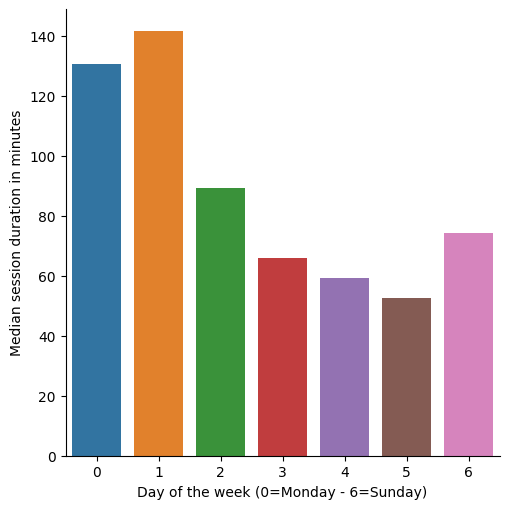 140
120
100
80
60
40
20
0
Median session duration in minutes
0 1 2 3 4 5 6
Day of the week (0=Monday - 6=Sunday)